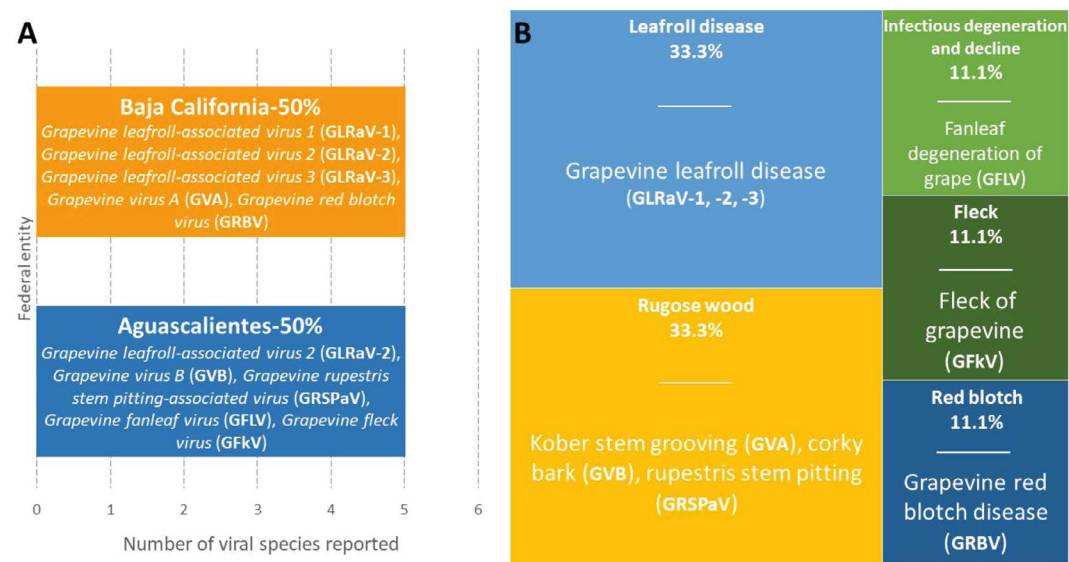 A
Federal entity
Baja California-50%
Grapevine leafroll-associated virus 1 (GLRaV-1),
Grapevine leafroll-associated virus 2 (GLRaV-2),
Grapevine leafroll-associated virus 3 (GLRaV-3),
Grapevine virus A (GVA), Grapevine red blotch
virus (GRBV)
Aguascalientes-50%
Grapevine leafroll-associated virus 2 (GLRaV-2),
Grapevine virus B (GVB), Grapevine rupestris
stem pitting-associated virus (GRSPaV),
Grapevine fanleaf virus (GFLV), Grapevine fleck
virus (GFkV)
0 1 2 3 4 5 6
Number of viral species reported
B
Leafroll disease
33.3%
Grapevine leafroll disease
(GLRaV-1, -2, -3)
Rugose wood
33.3%
Kober stem grooving (GVA), corky
bark (GVB), rupestris stem pitting
(GRSPaV)
Infectious degeneration
and decline
11.1%
Fanleaf
degeneration of
grape (GFLV)
Fleck
11.1%
Fleck of
grapevine
(GFkV)
Red blotch
11.1%
Grapevine red
blotch disease
(GRBV)